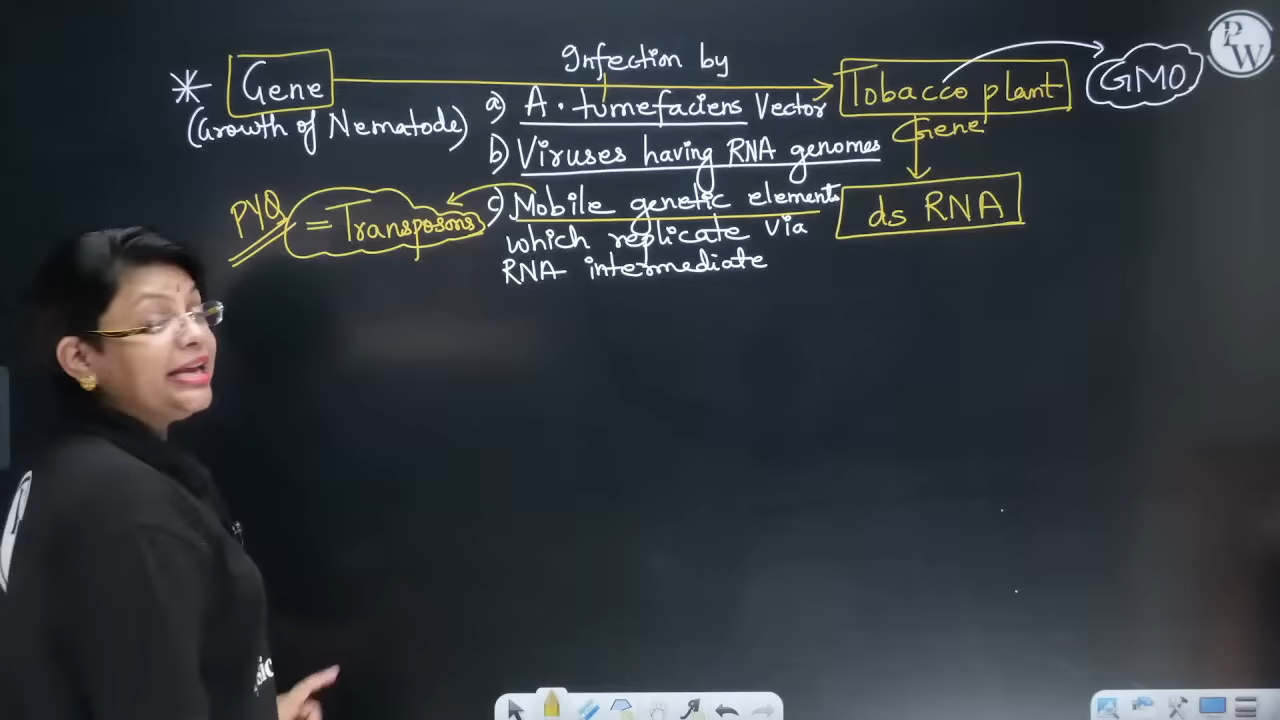 Infection by
* Gene
Tobacco plant
GMO
PW
(Growth of Nematode)
a) A. tumefaciens Vector
Gene
b) Viruses having RNA genomes
c) Mobile genetic elements
which replicate via
RNA intermediate
PYQ
= Transposons
ds RNA